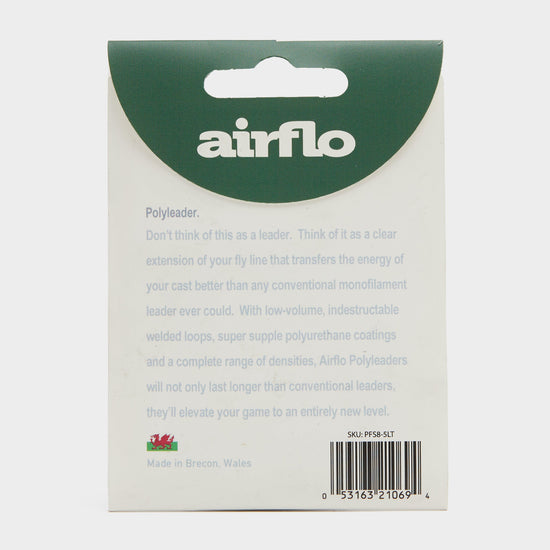 airflo
Polyleader.
Don't think of this as a leader. Think of it as a clear
extension of your fly line that transfers the energy of
your cast better than any conventional monofilament
leader ever could. With low-volume, indestructable
welded loops, super supple polyurethane coatings
and a complete range of densities, Airflo Polyleaders
will not only last longer than conventional leaders,
they'll elevate your game to an entirely new level.
Made in Brecon, Wales
SKU: PFS8-5LT
0 53163 21069 4